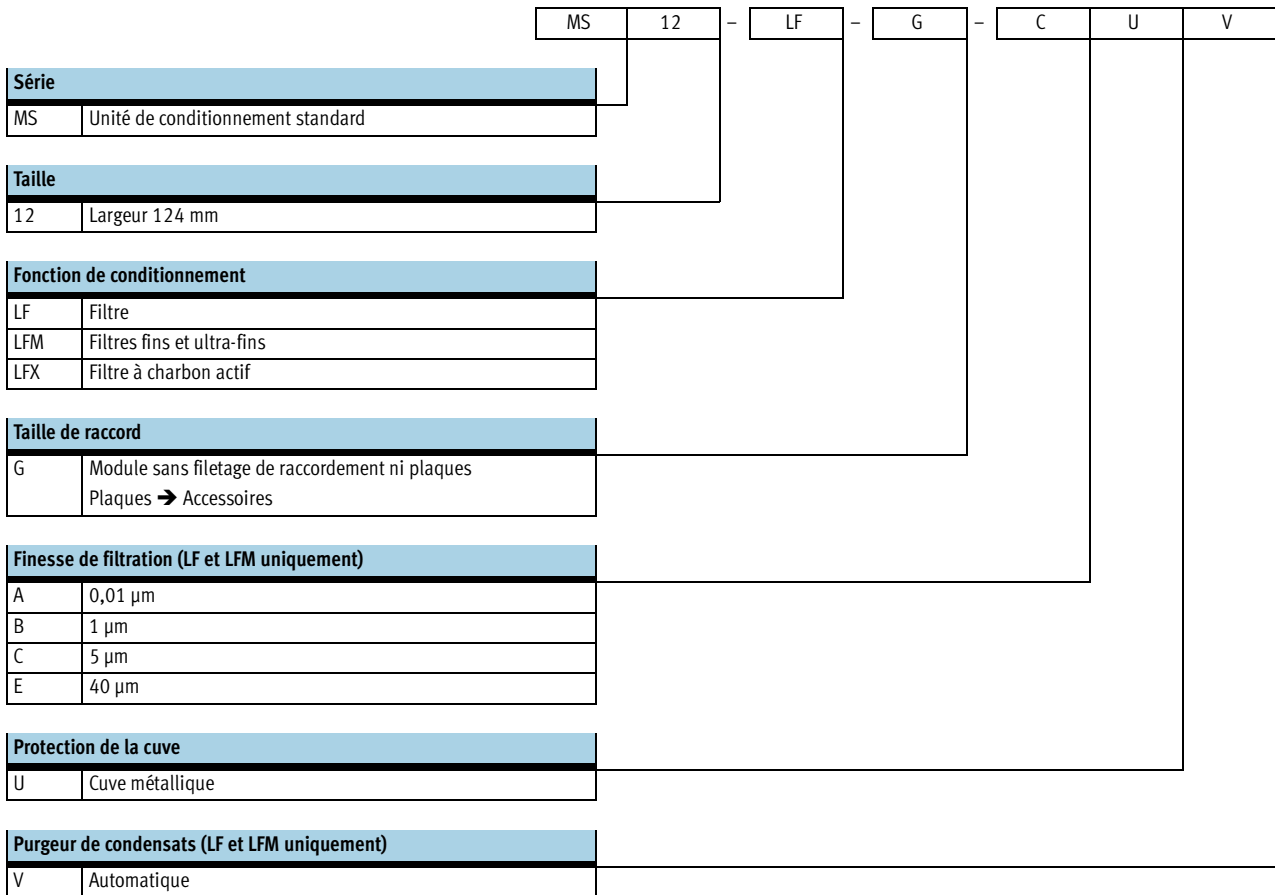 MS 12 – LF – G – C U V
Série
MS Unité de conditionnement standard
Taille
12 Largeur 124 mm
Fonction de conditionnement
LF Filtre
LFM Filtres fins et ultra-fins
LFX Filtre à charbon actif
Taille de raccord
G Module sans filetage de raccordement ni plaques
Plaques ➔ Accessoires
Finesse de filtration (LF et LFM uniquement)
A 0,01 µm
B 1 µm
C 5 µm
E 40 µm
Protection de la cuve
U Cuve métallique
Purgeur de condensats (LF et LFM uniquement)
V Automatique